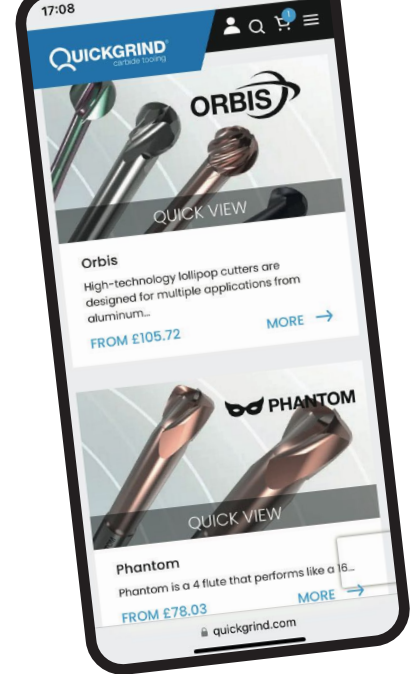 17:08
1
QUICKGRIND
carbide tooling
ORBIS
QUICK VIEW
Orbis
High-technology lollipop cutters are
designed for multiple applications from
aluminum...
FROM £105.72 MORE →
PHANTOM
QUICK VIEW
Phantom
Phantom is a 4 flute that performs like a 16...
FROM £78.03 MORE →
quickgrind.com